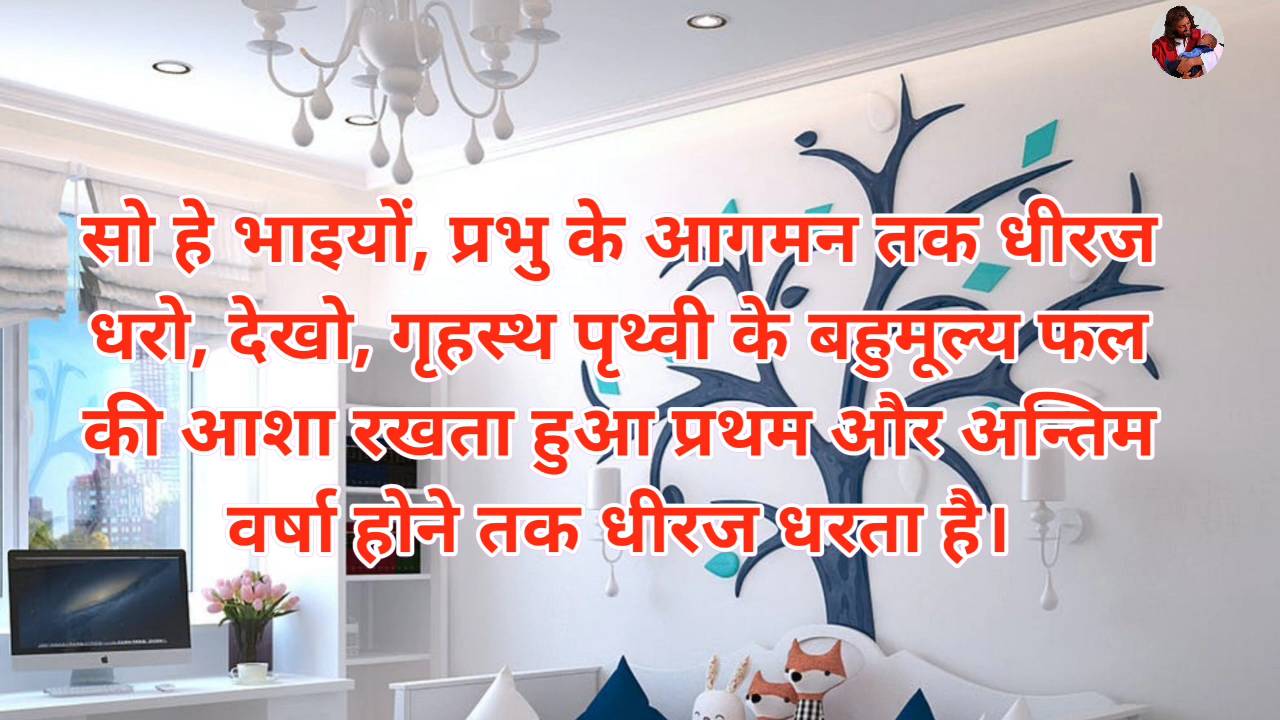 सो हे भाइयों, प्रभु के आगमन तक धीरज
धरो, देखो, गृहस्थ पृथ्वी के बहुमूल्य फल
की आशा रखता हुआ प्रथम और अन्तिम
वर्षा होने तक धीरज धरता है।